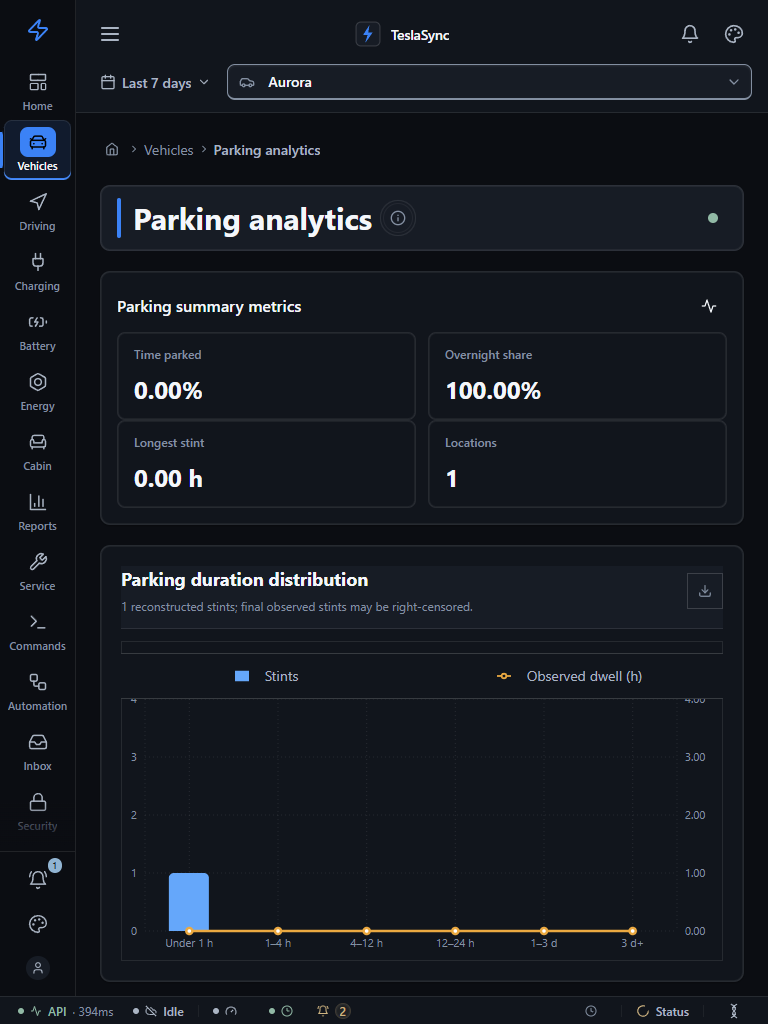 TeslaSync
Last 7 days
Aurora
Home
Vehicles
Driving
Charging
Battery
Energy
Cabin
Reports
Service
Commands
Automation
Inbox
Security
1
Vehicles
Parking analytics
Parking analytics
Parking summary metrics
Time parked
0.00%
Overnight share
100.00%
Longest stint
0.00 h
Locations
1
Parking duration distribution
1 reconstructed stints; final observed stints may be right-censored.
Stints
Observed dwell (h)
4
3
2
1
0
4.00
3.00
2.00
1.00
0.00
Under 1 h
1–4 h
4–12 h
12–24 h
1–3 d
3 d+
API · 394ms
Idle
2
Status